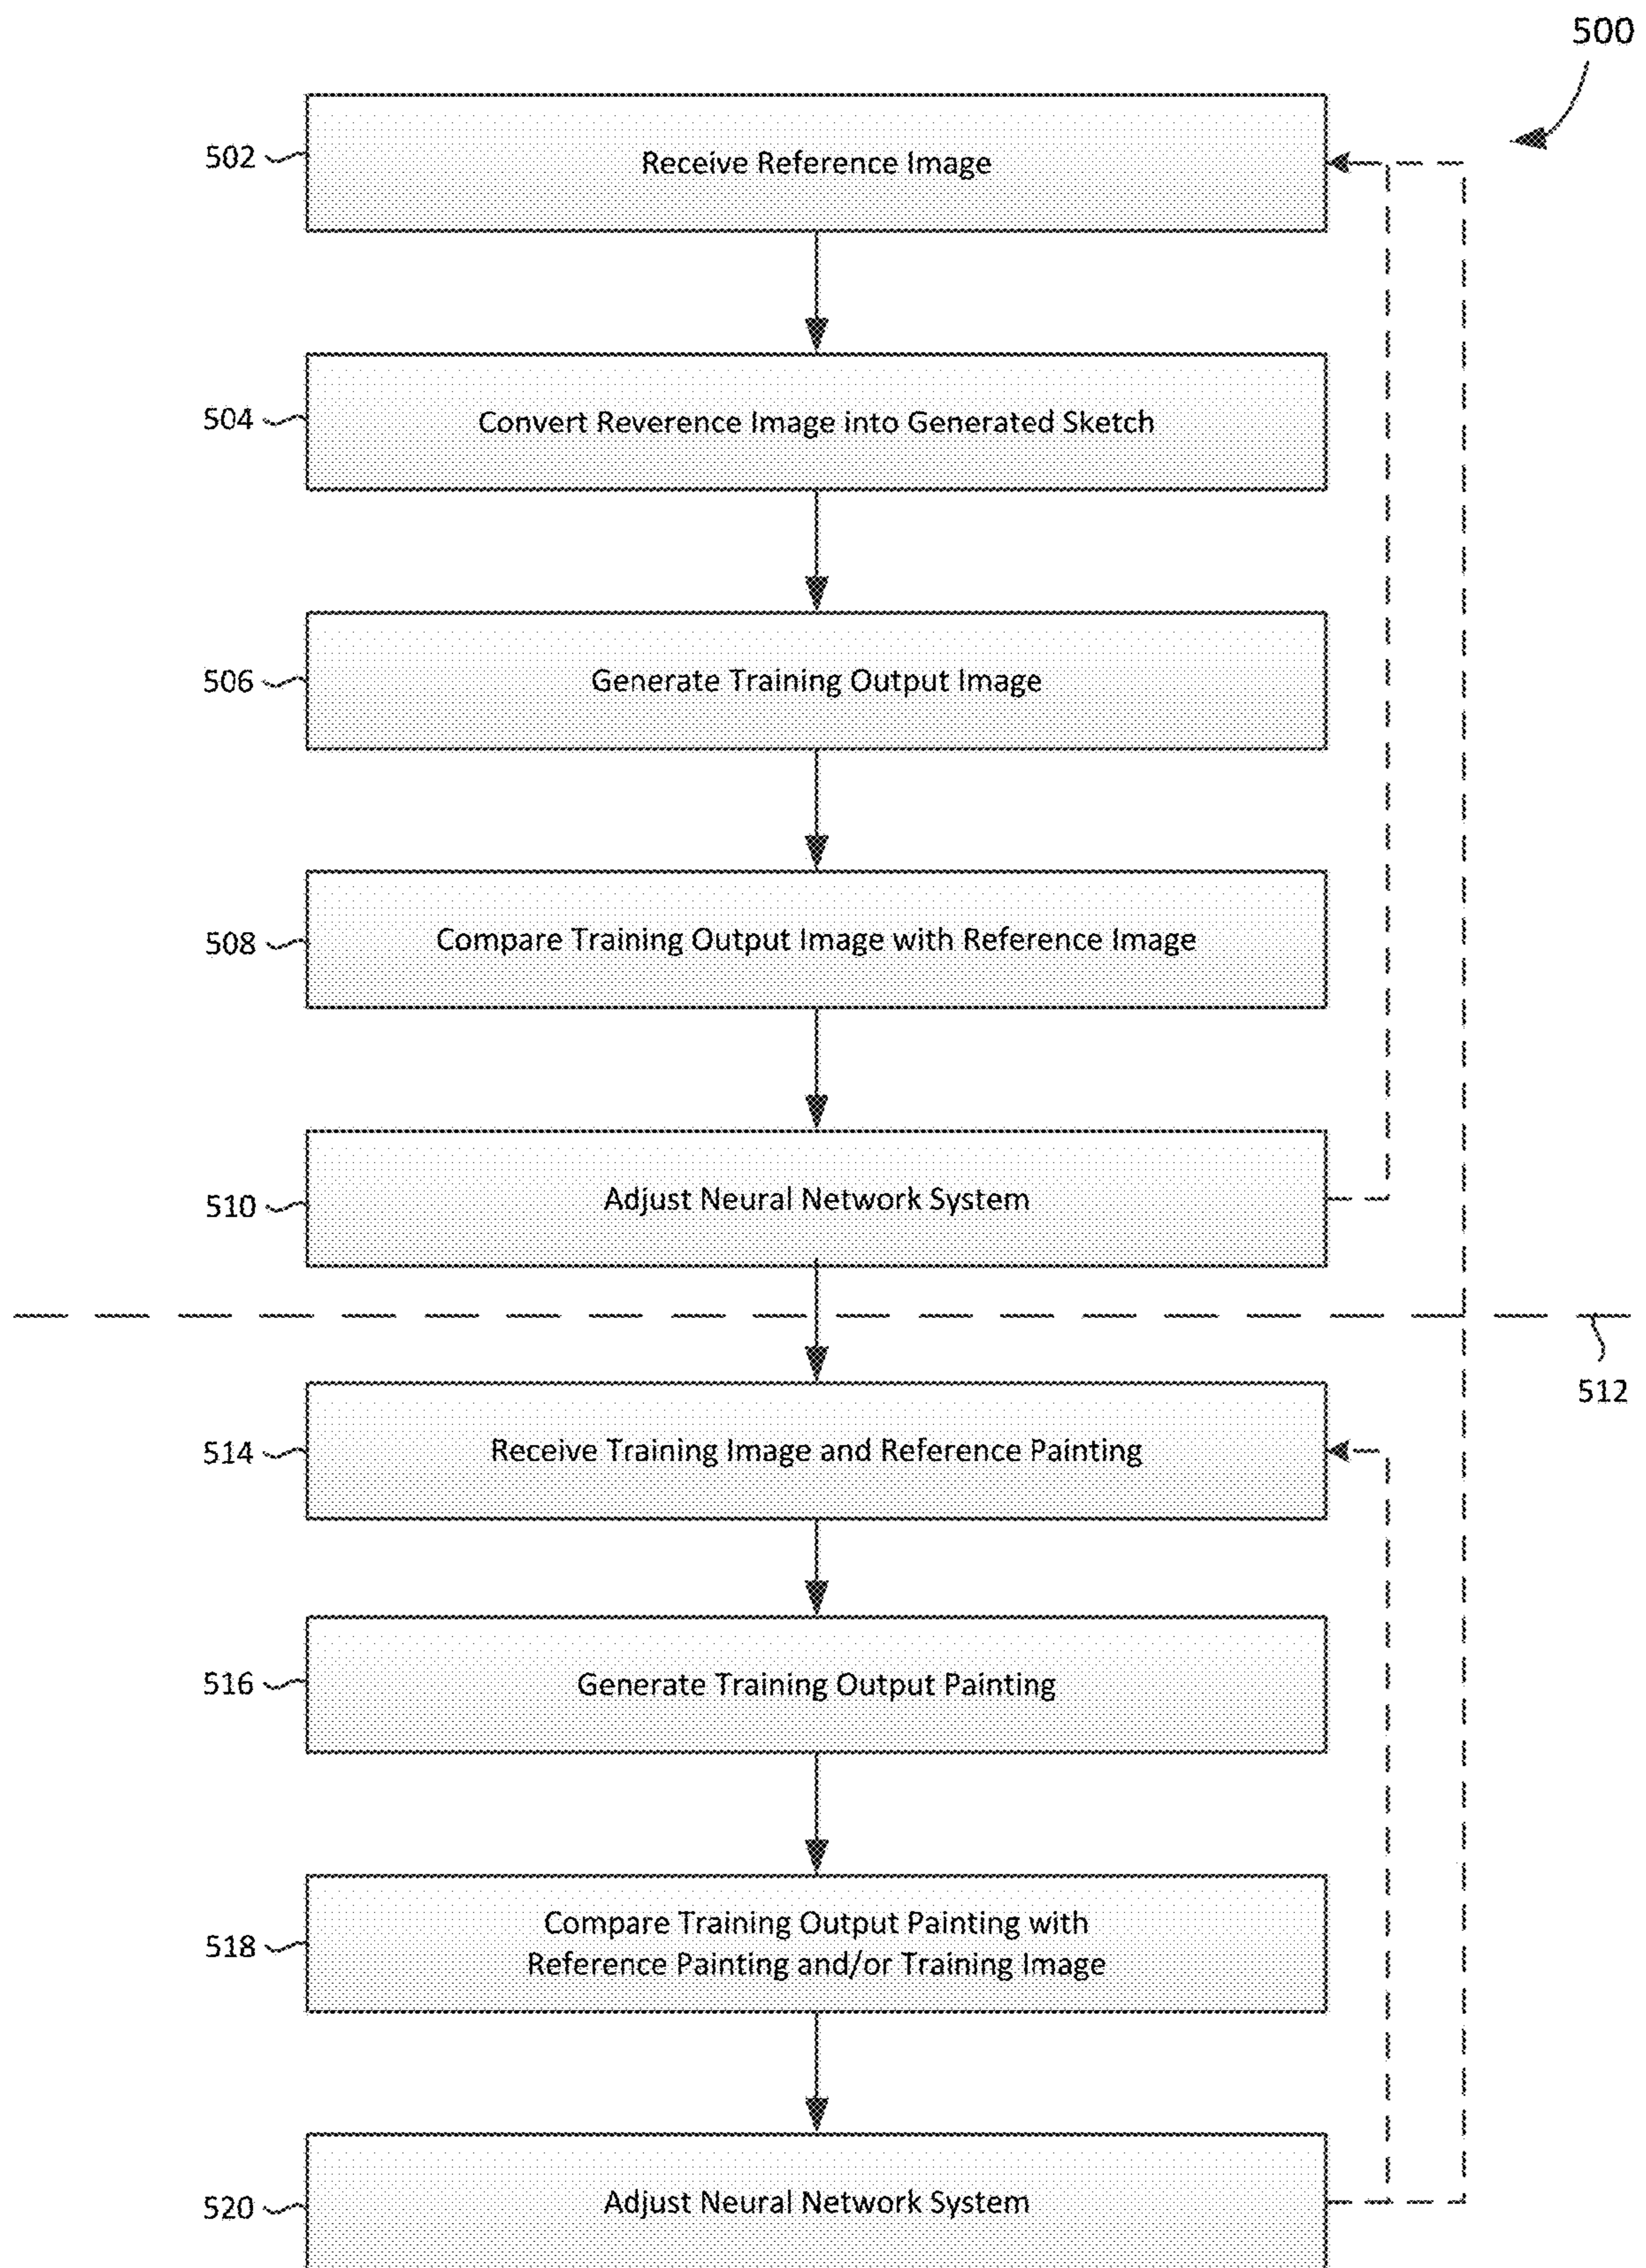 500
502
Receive Reference Image
504
Convert Reverence Image into Generated Sketch
506
Generate Training Output Image
508
Compare Training Output Image with Reference Image
510
Adjust Neural Network System
512
514
Receive Training Image and Reference Painting
516
Generate Training Output Painting
518
Compare Training Output Painting with
Reference Painting and/or Training Image
520
Adjust Neural Network System